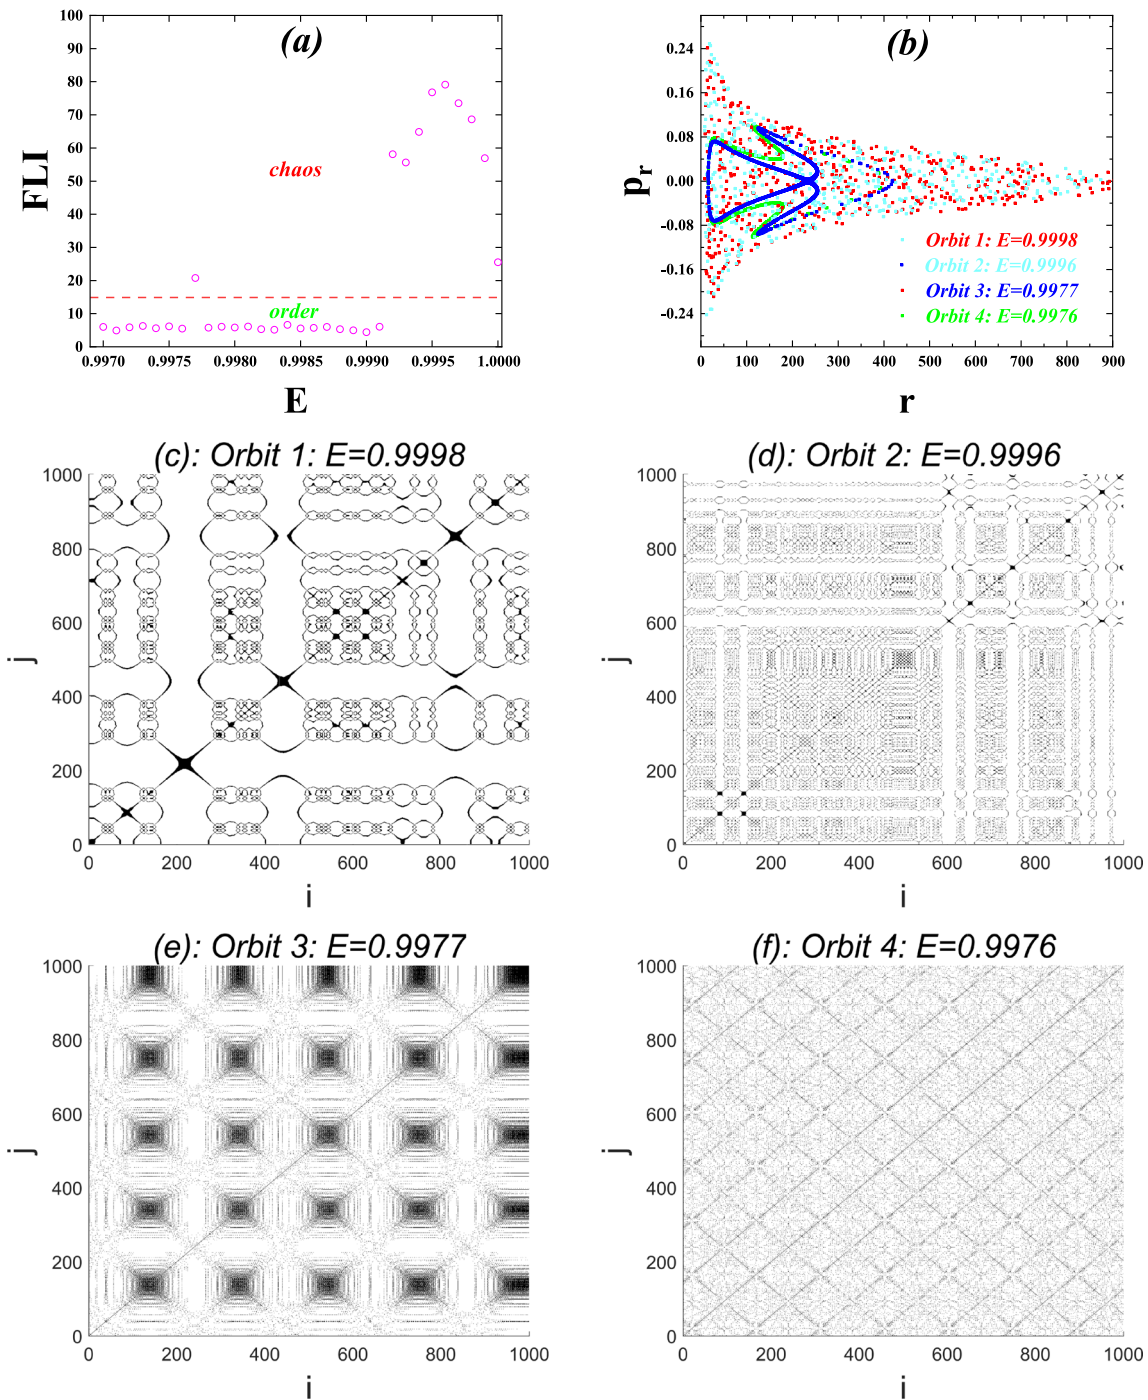 (a)
100
90
80
70
60
50
40
30
20
10
0
FLI
chaos
order
0.9970 0.9975 0.9980 0.9985 0.9990 0.9995 1.0000
E
(b)
0.24
0.16
0.08
0.00
-0.08
-0.16
-0.24
p_r
Orbit 1: E=0.9998
Orbit 2: E=0.9996
Orbit 3: E=0.9977
Orbit 4: E=0.9976
0 100 200 300 400 500 600 700 800 900
r
(c): Orbit 1: E=0.9998
1000
800
600
400
200
0
j
0 200 400 600 800 1000
i
(d): Orbit 2: E=0.9996
1000
800
600
400
200
0
j
0 200 400 600 800 1000
i
(e): Orbit 3: E=0.9977
1000
800
600
400
200
0
j
0 200 400 600 800 1000
i
(f): Orbit 4: E=0.9976
1000
800
600
400
200
0
j
0 200 400 600 800 1000
i